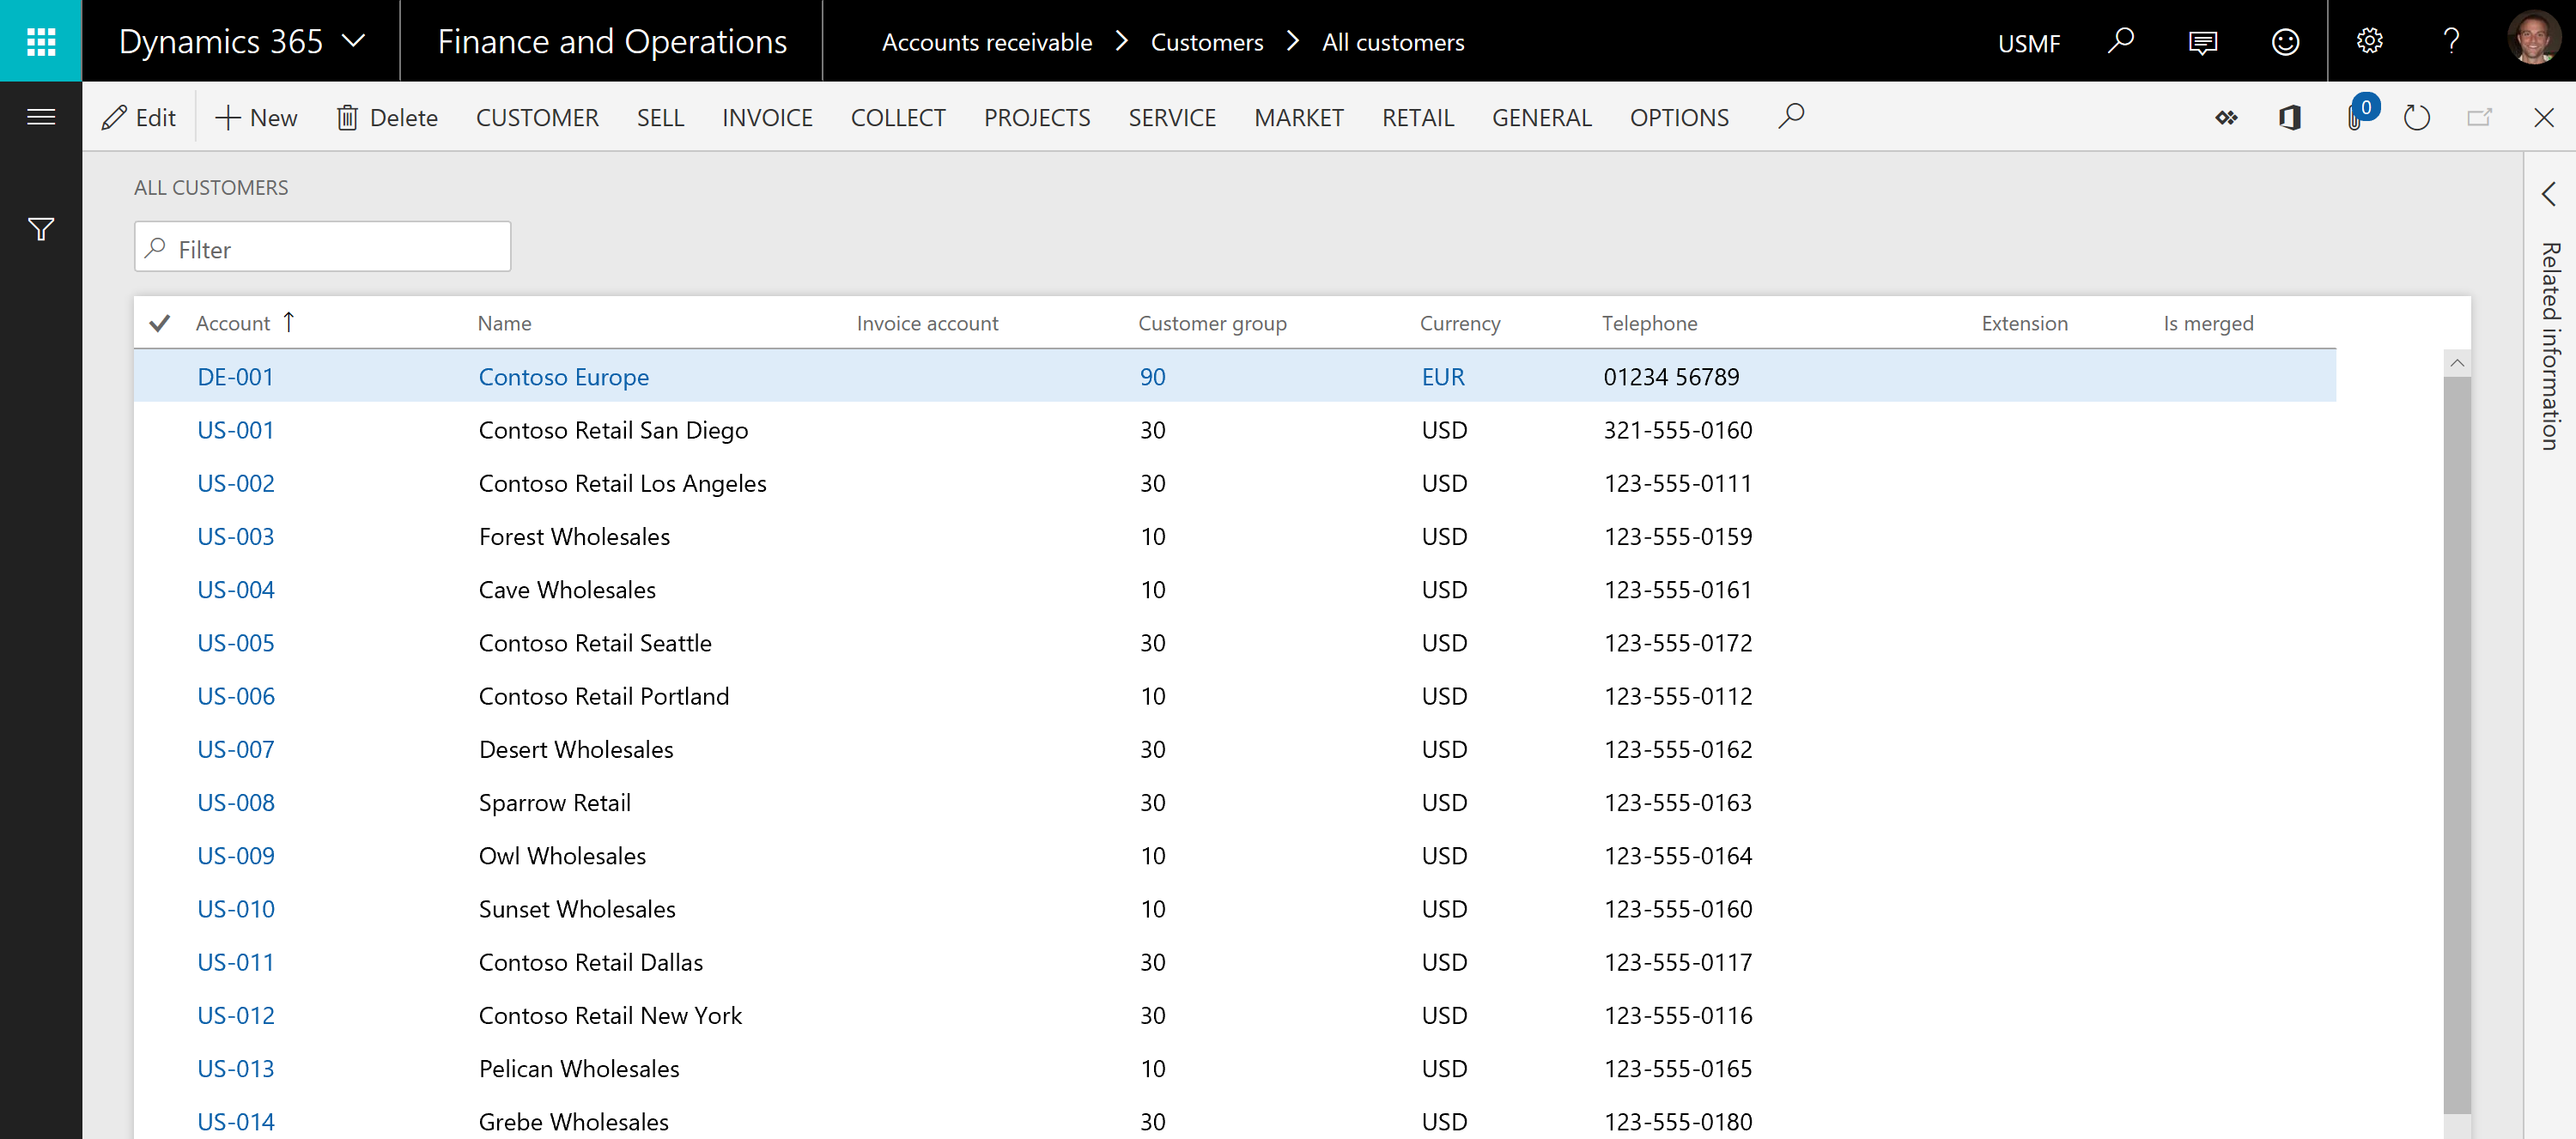 Dynamics 365 Finance and Operations Accounts receivable Customers All customers USMF
Edit New Delete CUSTOMER SELL INVOICE COLLECT PROJECTS SERVICE MARKET RETAIL GENERAL OPTIONS 0
ALL CUSTOMERS
Filter
Account Name Invoice account Customer group Currency Telephone Extension Is merged
DE-001 Contoso Europe 90 EUR 01234 56789
US-001 Contoso Retail San Diego 30 USD 321-555-0160
US-002 Contoso Retail Los Angeles 30 USD 123-555-0111
US-003 Forest Wholesales 10 USD 123-555-0159
US-004 Cave Wholesales 10 USD 123-555-0161
US-005 Contoso Retail Seattle 30 USD 123-555-0172
US-006 Contoso Retail Portland 10 USD 123-555-0112
US-007 Desert Wholesales 30 USD 123-555-0162
US-008 Sparrow Retail 30 USD 123-555-0163
US-009 Owl Wholesales 10 USD 123-555-0164
US-010 Sunset Wholesales 10 USD 123-555-0160
US-011 Contoso Retail Dallas 30 USD 123-555-0117
US-012 Contoso Retail New York 30 USD 123-555-0116
US-013 Pelican Wholesales 10 USD 123-555-0165
US-014 Grebe Wholesales 30 USD 123-555-0180
Related information